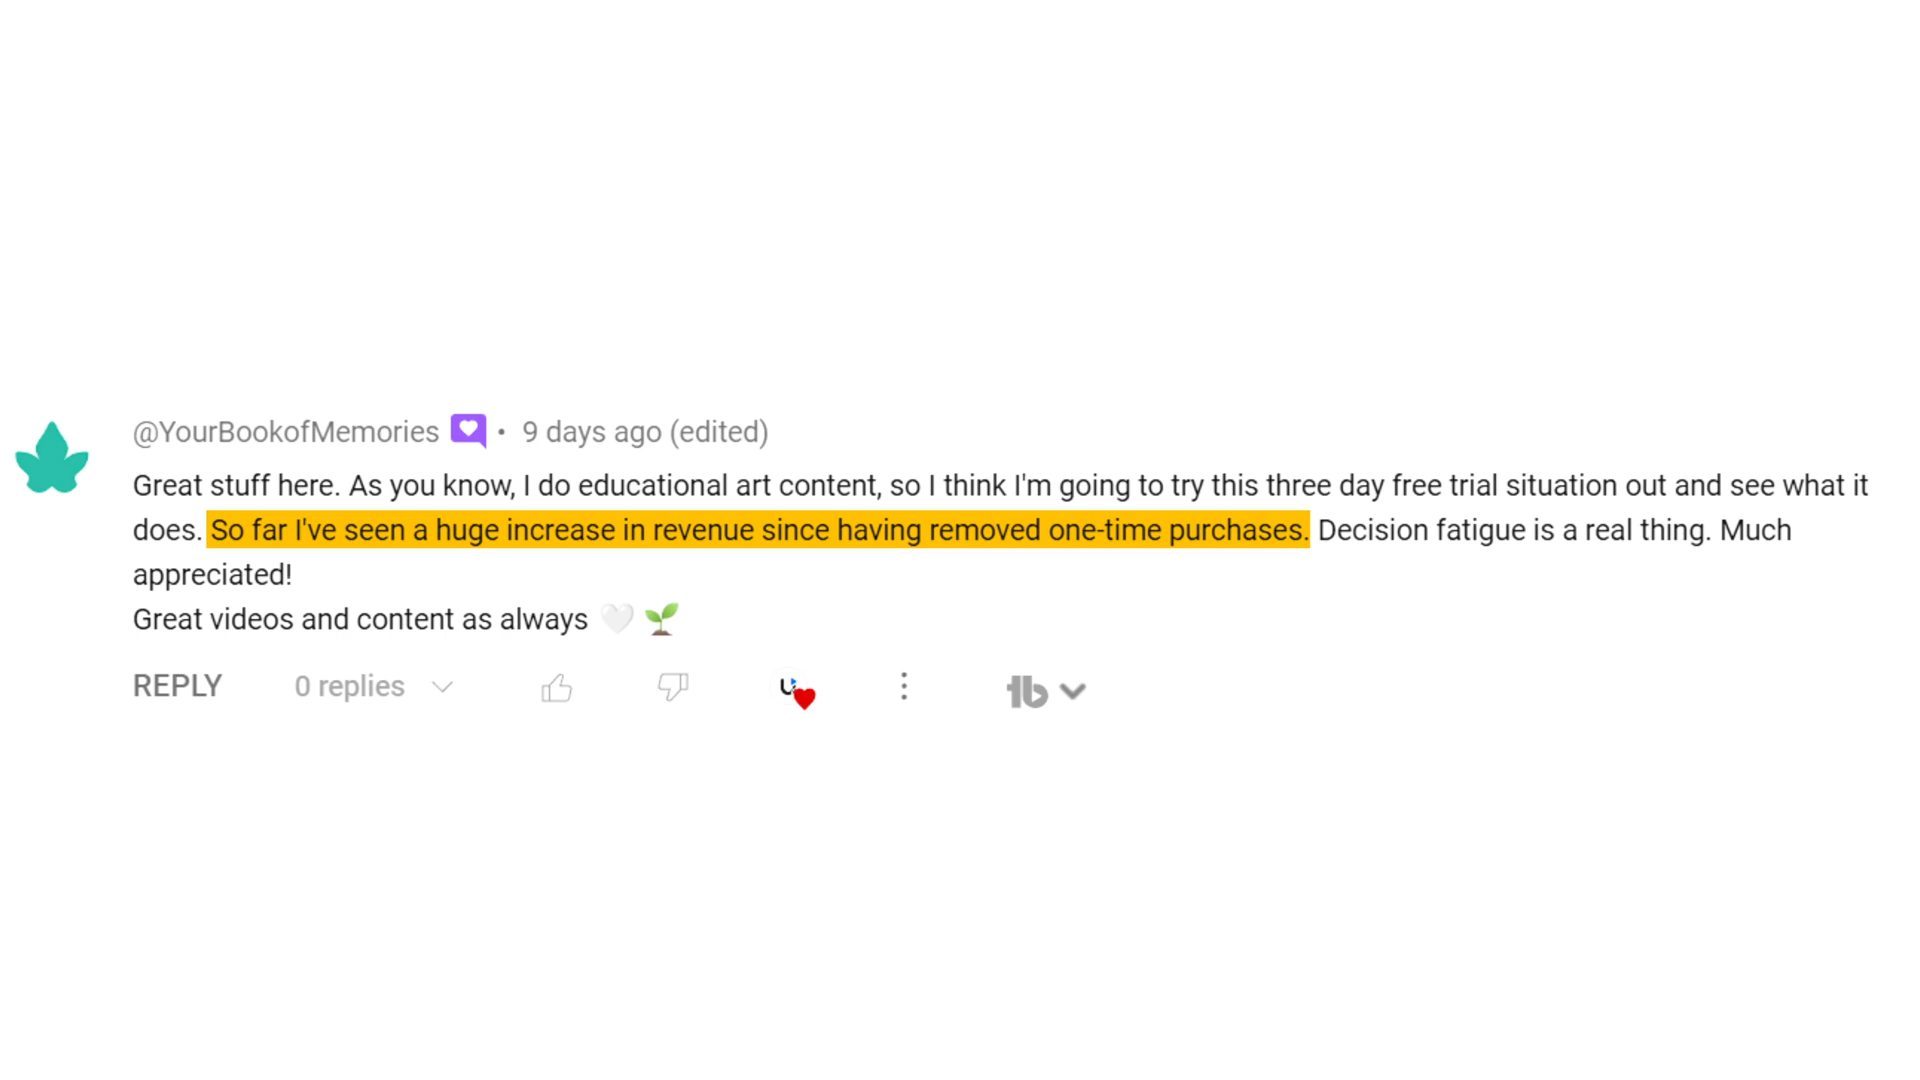 @YourBookofMemories • 9 days ago (edited)
Great stuff here. As you know, I do educational art content, so I think I'm going to try this three day free trial situation out and see what it
does. So far I've seen a huge increase in revenue since having removed one-time purchases. Decision fatigue is a real thing. Much
appreciated!
Great videos and content as always 🤍 🌱
REPLY 0 replies tb